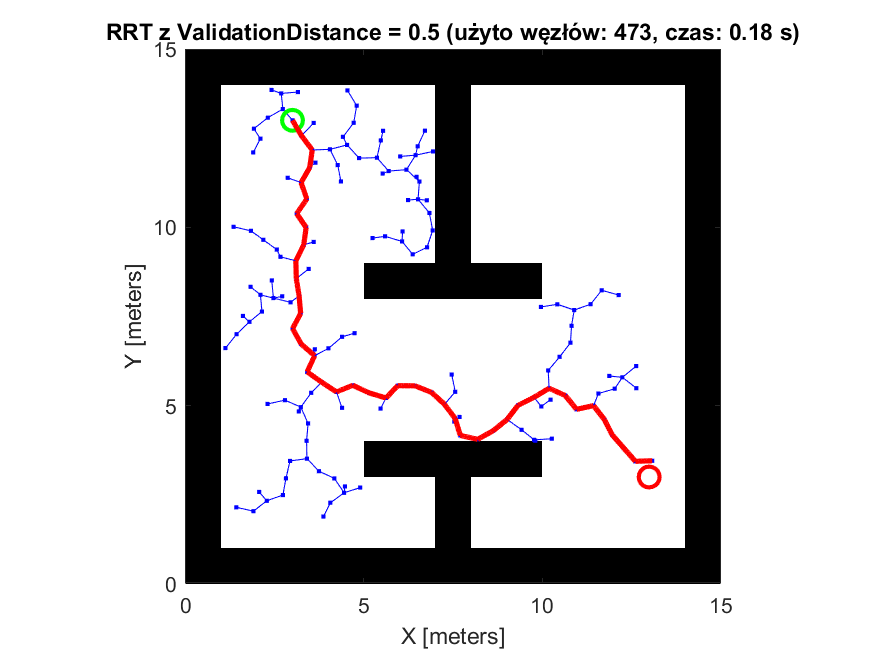 RRT z ValidationDistance = 0.5 (użyto węzłów: 473, czas: 0.18 s)
15
10
5
0
Y [meters]
0 5 10 15
X [meters]